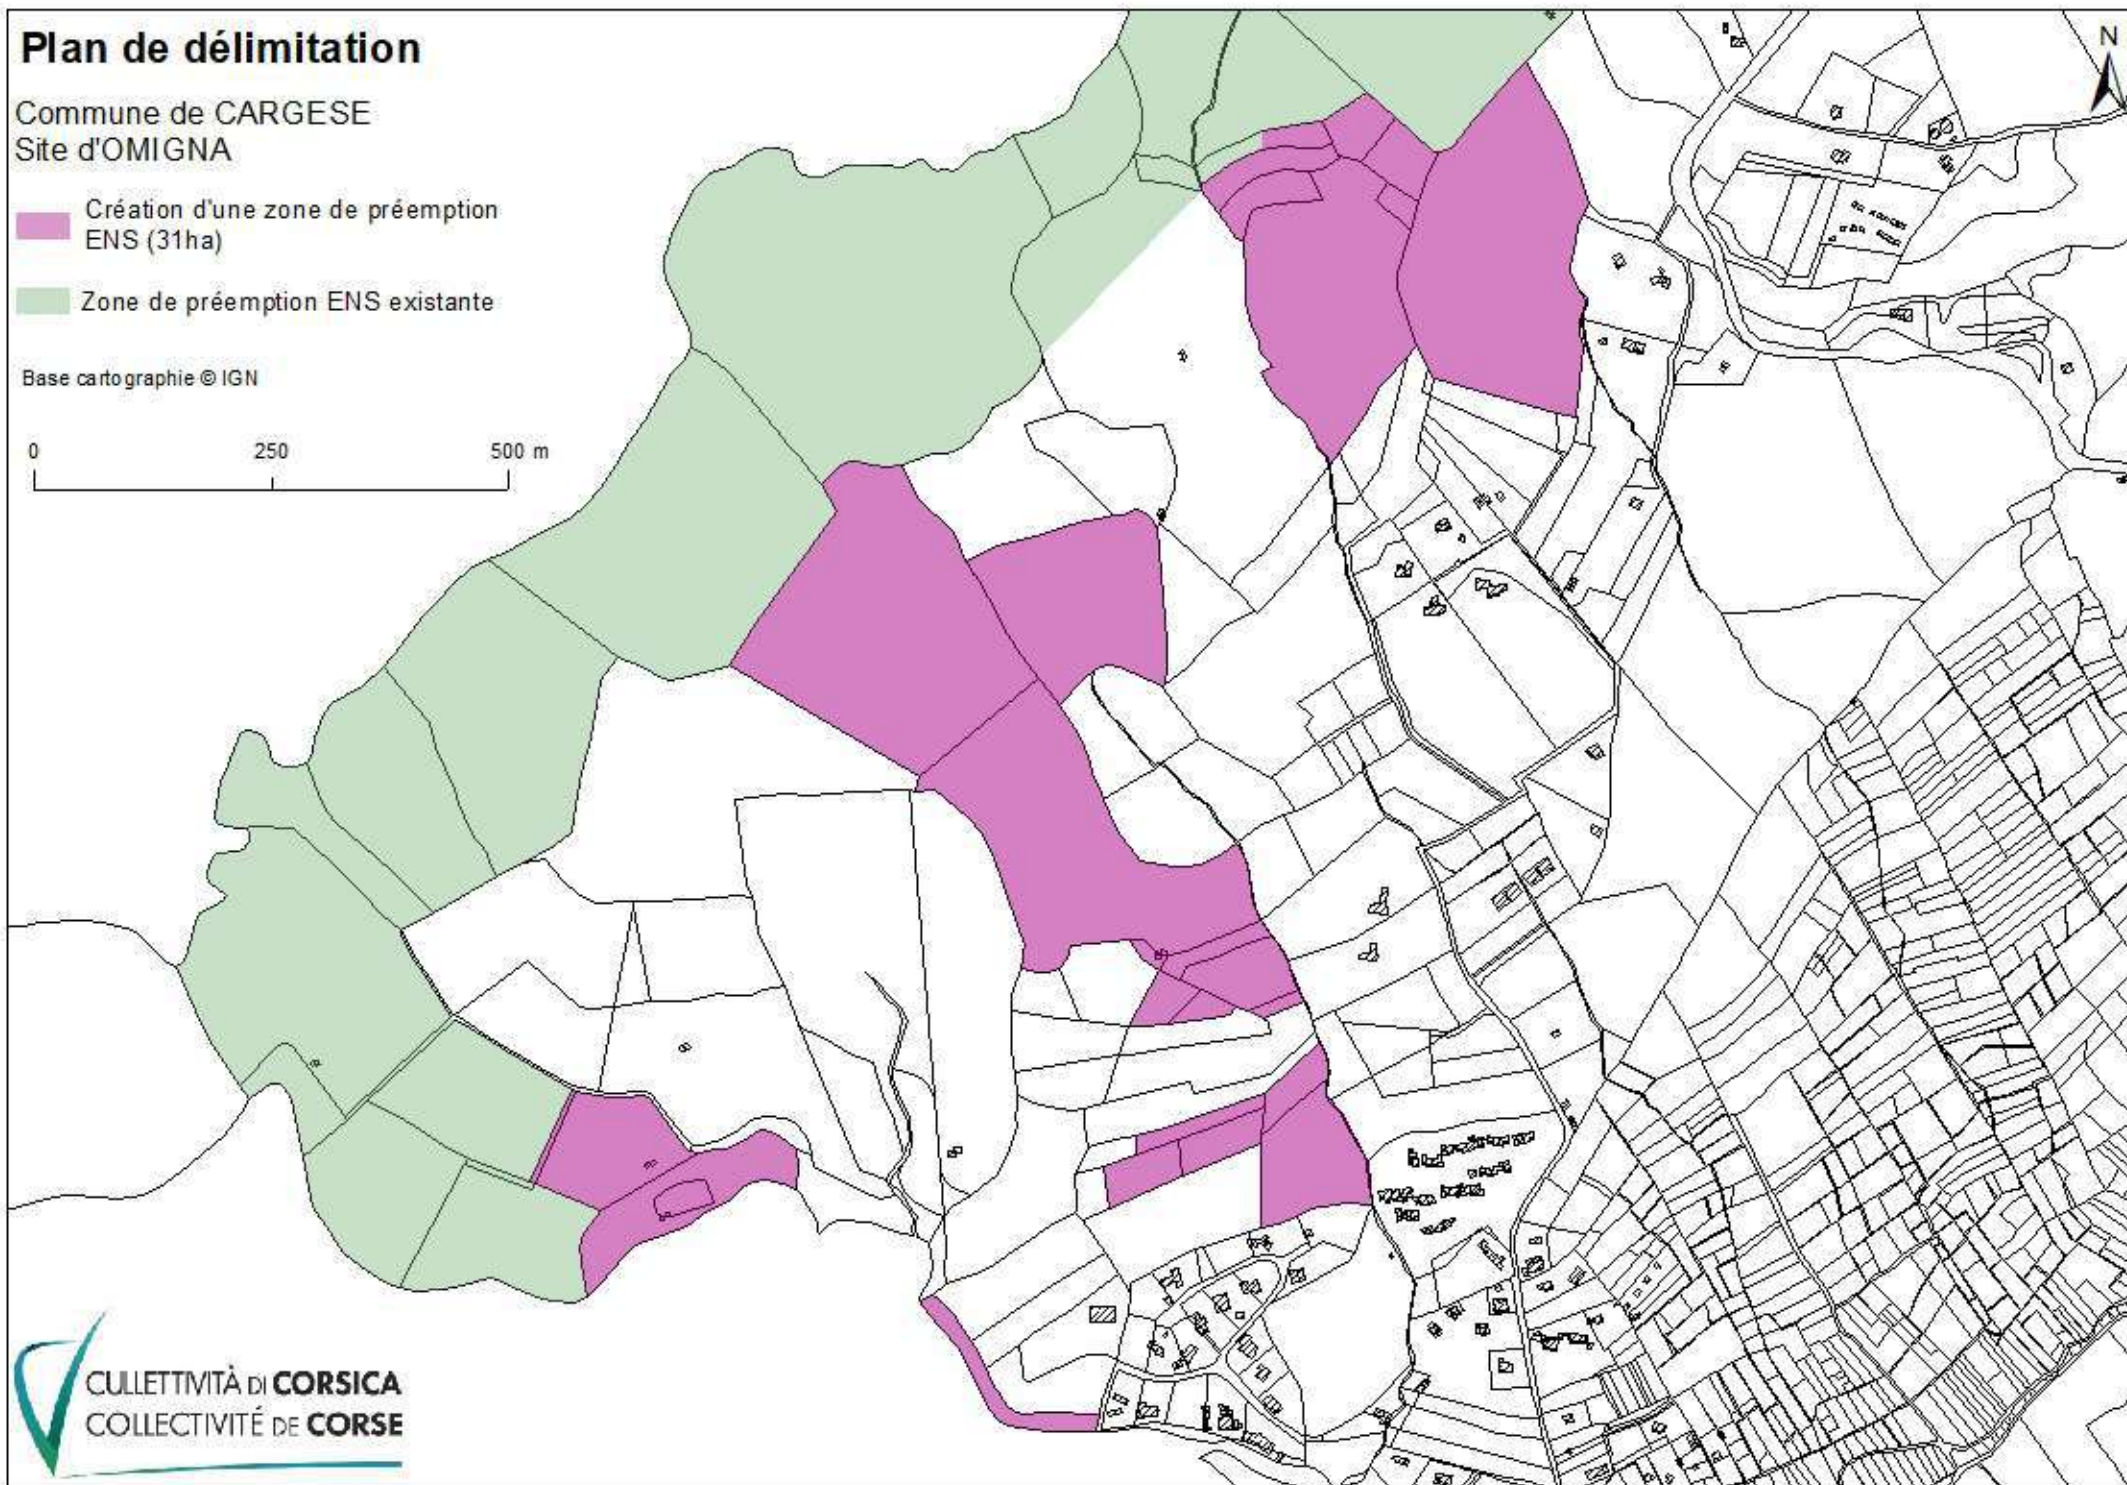 Plan de délimitation
Commune de CARGESE
Site d'OMIGNA
Création d'une zone de préemption
ENS (31ha)
Zone de préemption ENS existante
Base cartographie © IGN
0 250 500 m
N
CULLETTIVITÀ DI CORSICA
COLLECTIVITÉ DE CORSE